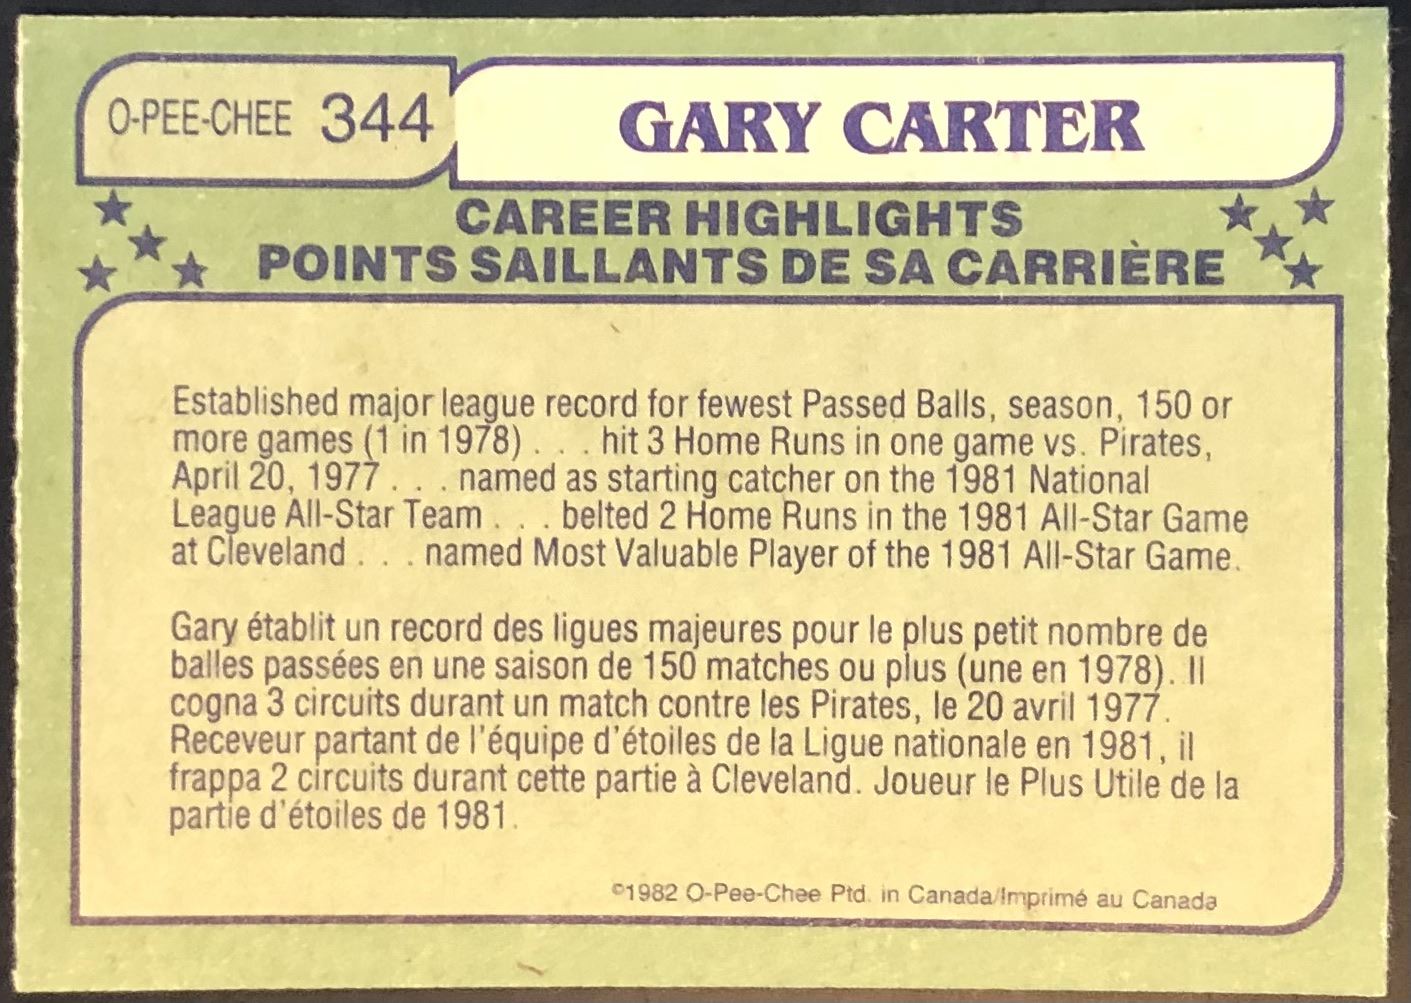 O-PEE-CHEE 344 GARY CARTER
CAREER HIGHLIGHTS
POINTS SAILLANTS DE SA CARRIÈRE
Established major league record for fewest Passed Balls, season, 150 or
more games (1 in 1978) . . . hit 3 Home Runs in one game vs. Pirates,
April 20, 1977 . . . named as starting catcher on the 1981 National
League All-Star Team . . . belted 2 Home Runs in the 1981 All-Star Game
at Cleveland . . . named Most Valuable Player of the 1981 All-Star Game.
Gary établit un record des ligues majeures pour le plus petit nombre de
balles passées en une saison de 150 matches ou plus (une en 1978). Il
cogna 3 circuits durant un match contre les Pirates, le 20 avril 1977.
Receveur partant de l'équipe d'étoiles de la Ligue nationale en 1981, il
frappa 2 circuits durant cette partie à Cleveland. Joueur le Plus Utile de la
partie d'étoiles de 1981.
©1982 O-Pee-Chee Ptd. in Canada/Imprimé au Canada